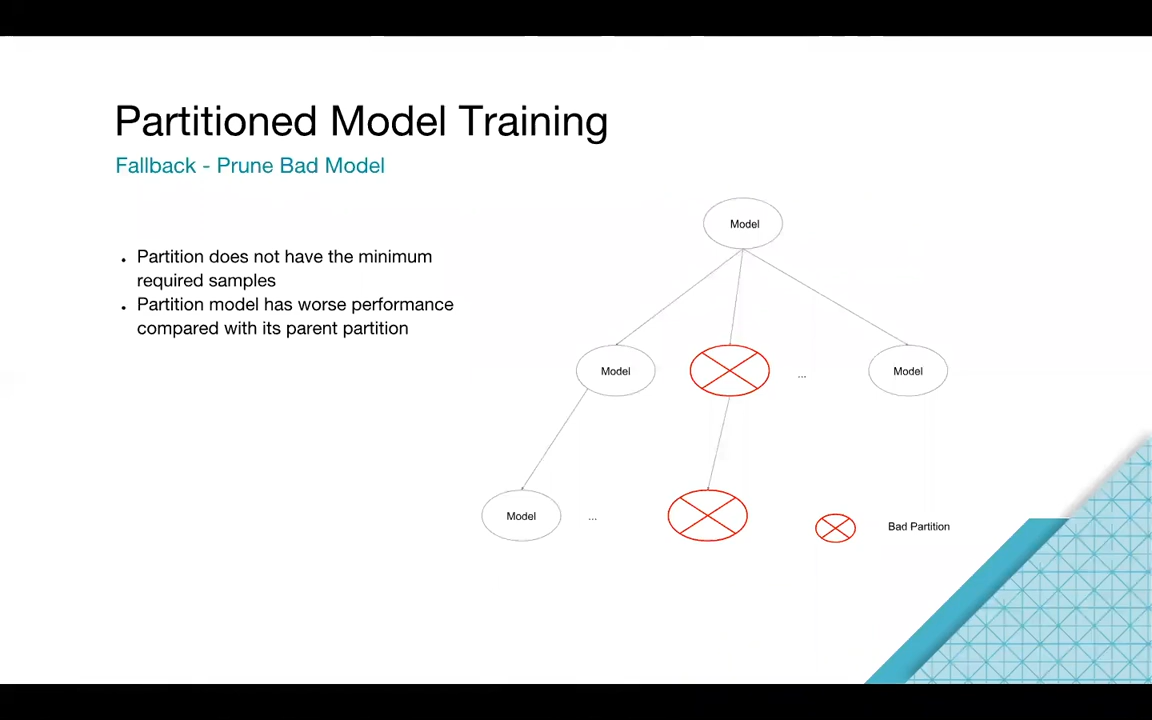 Partitioned Model Training
Fallback - Prune Bad Model
• Partition does not have the minimum
required samples
• Partition model has worse performance
compared with its parent partition
Model
Model
...
Model
Model
...
Bad Partition